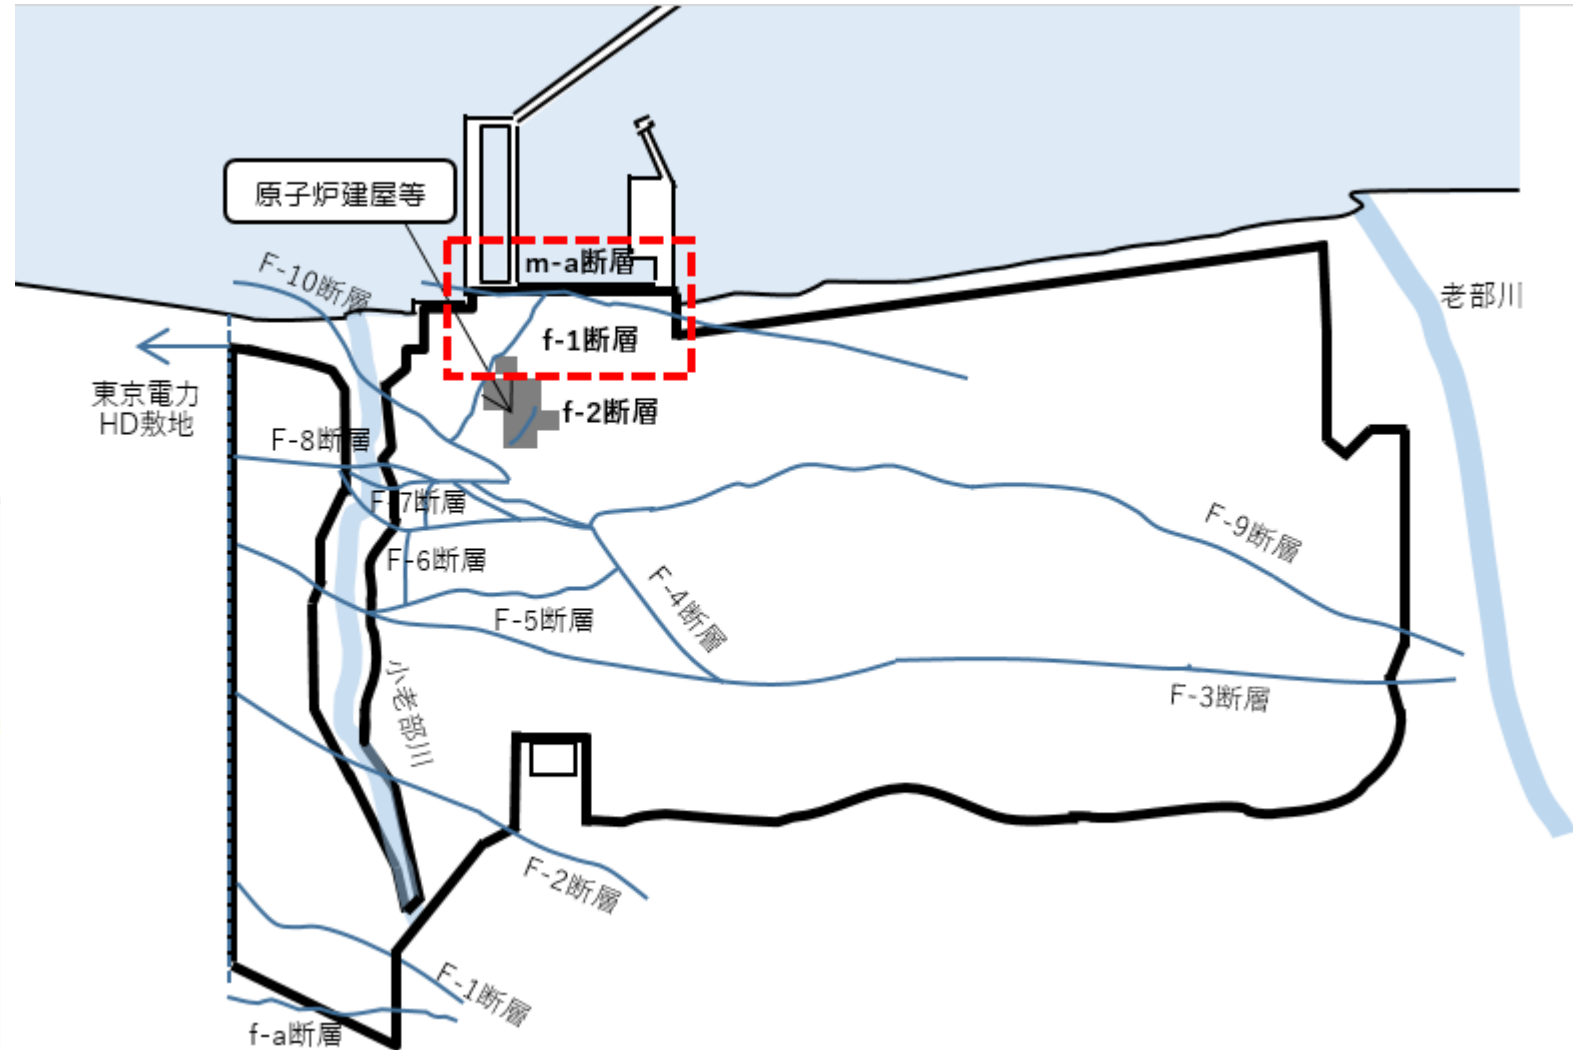 原子炉建屋等
m-a断層
F-10断層
老部川
f-1断層
東京電力
HD敷地
f-2断層
F-8断層
F-7断層
F-9断層
F-6断層
F-4断層
F-5断層
小老部川
F-3断層
F-2断層
F-1断層
f-a断層